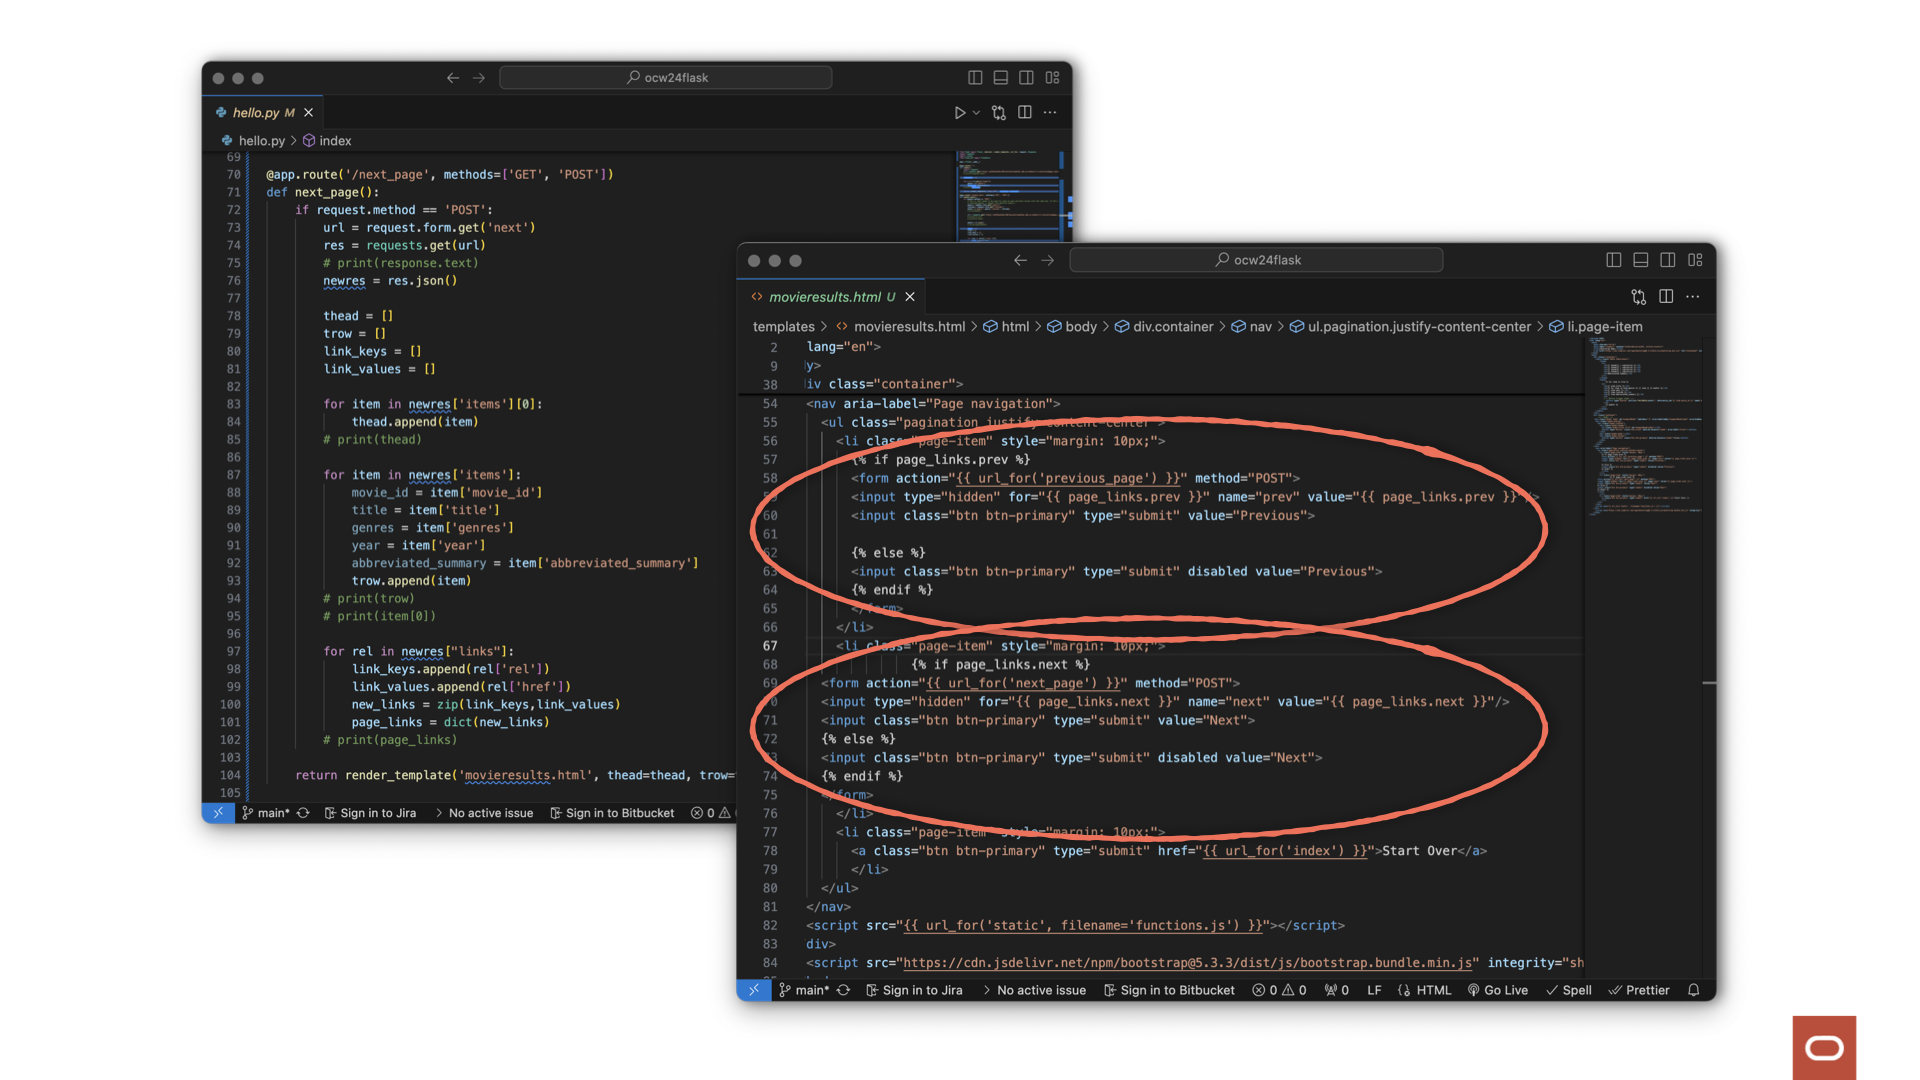 ocw24flask
hello.py M
hello.py > index
69
70 @app.route('/next_page', methods=['GET', 'POST'])
71 def next_page():
72 if request.method == 'POST':
73 url = request.form.get('next')
74 res = requests.get(url)
75 # print(response.text)
76 newres = res.json()
77
78 thead = []
79 trow = []
80 link_keys = []
81 link_values = []
82
83 for item in newres['items'][0]:
84 thead.append(item)
85 # print(thead)
86
87 for item in newres['items']:
88 movie_id = item['movie_id']
89 title = item['title']
90 genres = item['genres']
91 year = item['year']
92 abbreviated_summary = item['abbreviated_summary']
93 trow.append(item)
94 # print(trow)
95 # print(item[0])
96
97 for rel in newres["links"]:
98 link_keys.append(rel['rel'])
99 link_values.append(rel['href'])
100 new_links = zip(link_keys,link_values)
101 page_links = dict(new_links)
102 # print(page_links)
103
104 return render_template('movieresults.html', thead=thead, trow=
105
main* Sign in to Jira > No active issue Sign in to Bitbucket 0
ocw24flask
movieresults.html U
templates > movieresults.html > html > body > div.container > nav > ul.pagination.justify-content-center > li.page-item
2 lang="en">
9 y>
38 iv class="container">
54 <nav aria-label="Page navigation">
55 <ul class="pagination justify-content-center">
56 <li class="page-item" style="margin: 10px;">
57 {% if page_links.prev %}
58 <form action="{{ url_for('previous_page') }}" method="POST">
59 <input type="hidden" for="{{ page_links.prev }}" name="prev" value="{{ page_links.prev }}"/>
60 <input class="btn btn-primary" type="submit" value="Previous">
61
62 {% else %}
63 <input class="btn btn-primary" type="submit" disabled value="Previous">
64 {% endif %}
65 </form>
66 </li>
67 <li class="page-item" style="margin: 10px;">
68 {% if page_links.next %}
69 <form action="{{ url_for('next_page') }}" method="POST">
70 <input type="hidden" for="{{ page_links.next }}" name="next" value="{{ page_links.next }}"/>
71 <input class="btn btn-primary" type="submit" value="Next">
72 {% else %}
73 <input class="btn btn-primary" type="submit" disabled value="Next">
74 {% endif %}
75 </form>
76 </li>
77 <li class="page-item" style="margin: 10px;">
78 <a class="btn btn-primary" type="submit" href="{{ url_for('index') }}">Start Over</a>
79 </li>
80 </ul>
81 </nav>
82 <script src="{{ url_for('static', filename='functions.js') }}"></script>
83 div>
84 <script src="https://cdn.jsdelivr.net/npm/bootstrap@5.3.3/dist/js/bootstrap.bundle.min.js" integrity="sh
main* Sign in to Jira > No active issue Sign in to Bitbucket 0 0 0 LF HTML Go Live Spell Prettier